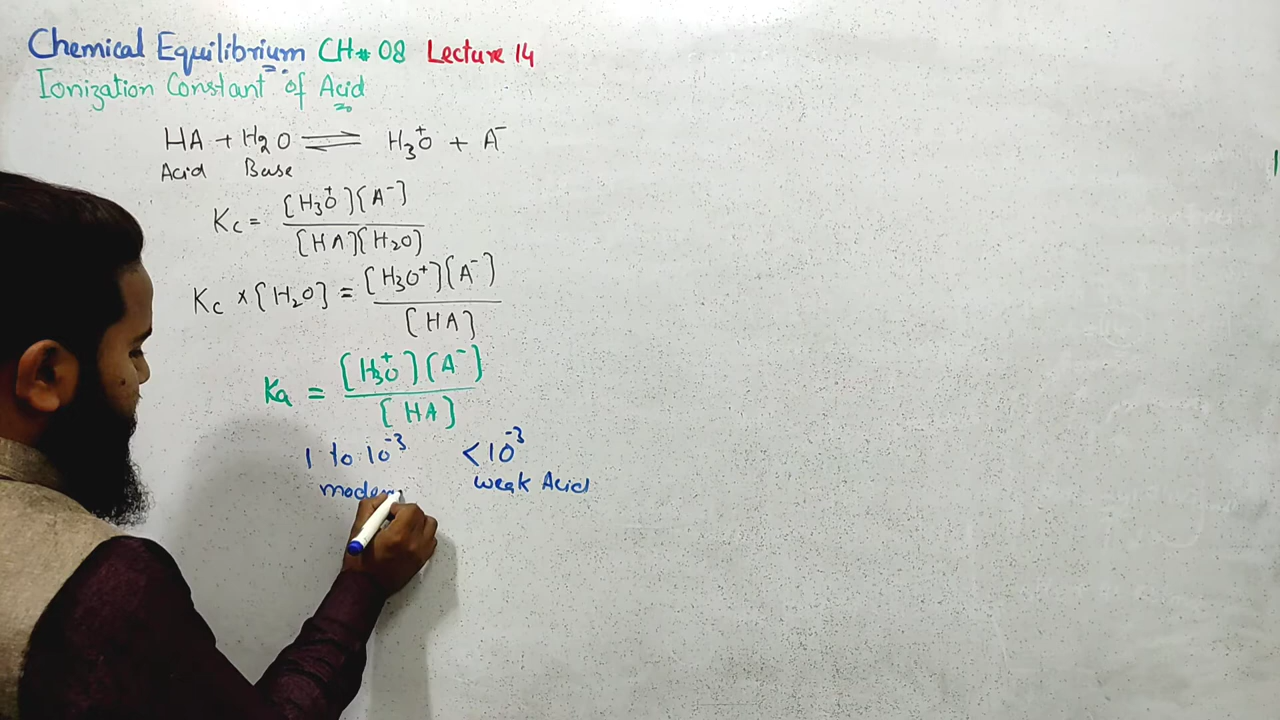 Chemical Equilibrium CH# 08 Lecture 14
Ionization Constant of Acid
HA + H₂O ⇌ H₃O⁺ + A⁻
Acid Base
Kc = [H₃O⁺][A⁻] / [HA][H₂O]
Kc × [H₂O] = [H₃O⁺][A⁻] / [HA]
Ka = [H₃O⁺][A⁻] / [HA]
1 to 10⁻³ < 10⁻³
weak Acid